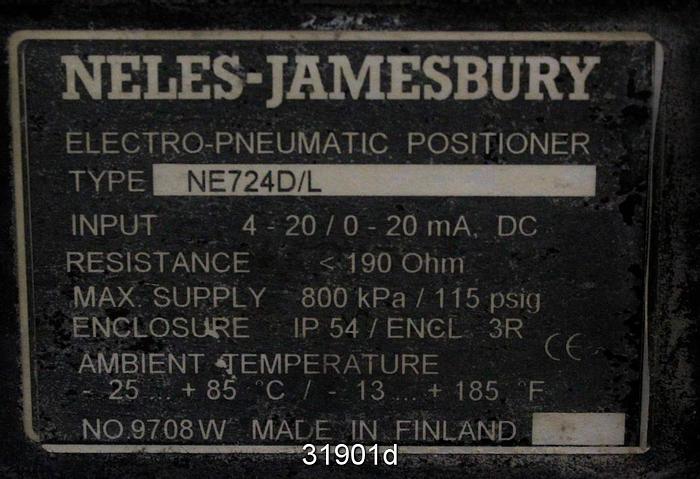 NELES-JAMESBURY
ELECTRO-PNEUMATIC POSITIONER
TYPE NE724D/L
INPUT 4 - 20 / 0 - 20 mA, DC
RESISTANCE < 190 Ohm
MAX. SUPPLY 800 kPa / 115 psig
ENCLOSURE IP 54 / ENCL 3R
CE
AMBIENT TEMPERATURE
- 25 ... + 85 °C / - 13 ... + 185 °F
NO.9708W MADE IN FINLAND
31901d